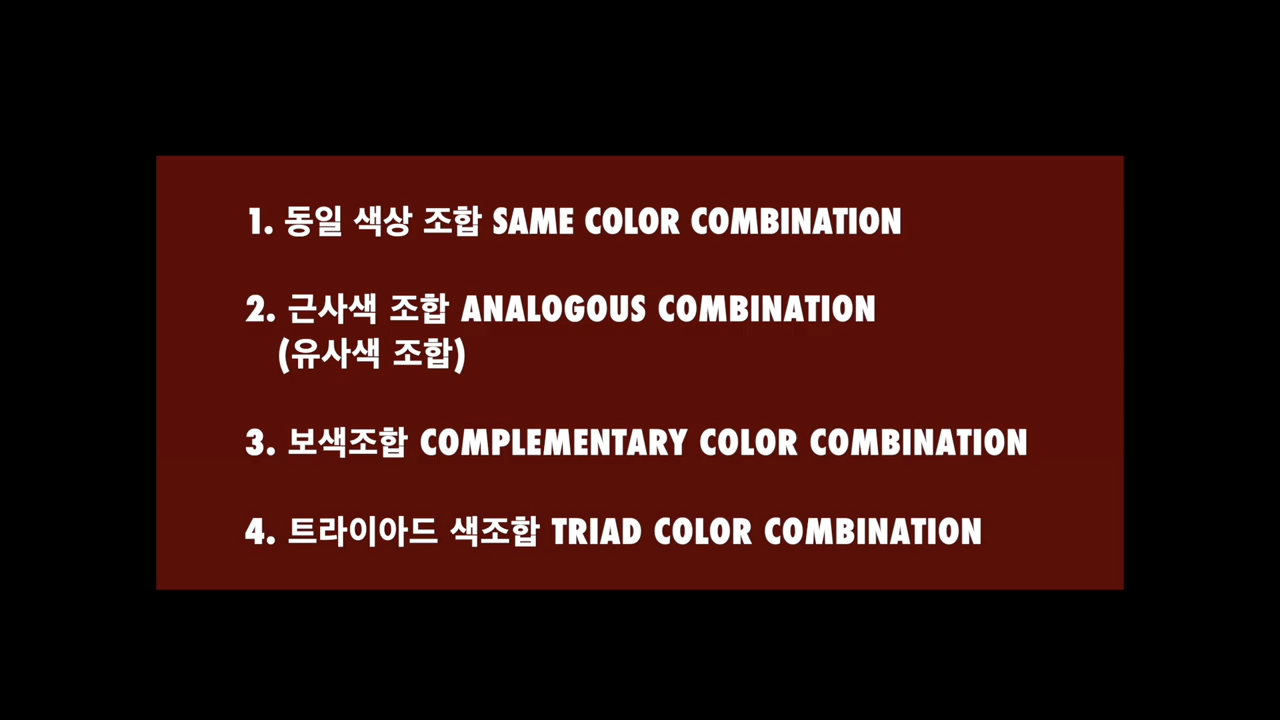 1. 동일 색상 조합 SAME COLOR COMBINATION
2. 근사색 조합 ANALOGOUS COMBINATION
(유사색 조합)
3. 보색조합 COMPLEMENTARY COLOR COMBINATION
4. 트라이아드 색조합 TRIAD COLOR COMBINATION